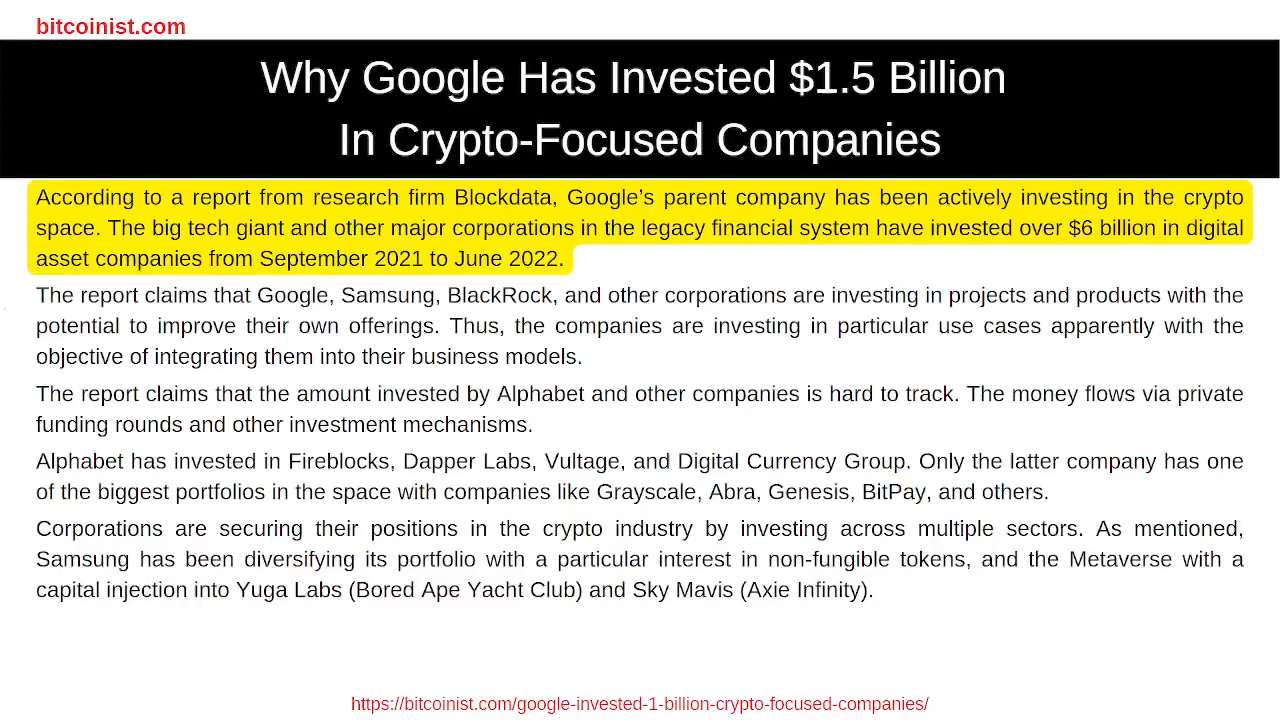 bitcoinist.com
Why Google Has Invested $1.5 Billion
In Crypto-Focused Companies
According to a report from research firm Blockdata, Google’s parent company has been actively investing in the crypto
space. The big tech giant and other major corporations in the legacy financial system have invested over $6 billion in digital
asset companies from September 2021 to June 2022.
The report claims that Google, Samsung, BlackRock, and other corporations are investing in projects and products with the
potential to improve their own offerings. Thus, the companies are investing in particular use cases apparently with the
objective of integrating them into their business models.
The report claims that the amount invested by Alphabet and other companies is hard to track. The money flows via private
funding rounds and other investment mechanisms.
Alphabet has invested in Fireblocks, Dapper Labs, Vultage, and Digital Currency Group. Only the latter company has one
of the biggest portfolios in the space with companies like Grayscale, Abra, Genesis, BitPay, and others.
Corporations are securing their positions in the crypto industry by investing across multiple sectors. As mentioned,
Samsung has been diversifying its portfolio with a particular interest in non-fungible tokens, and the Metaverse with a
capital injection into Yuga Labs (Bored Ape Yacht Club) and Sky Mavis (Axie Infinity).
https://bitcoinist.com/google-invested-1-billion-crypto-focused-companies/